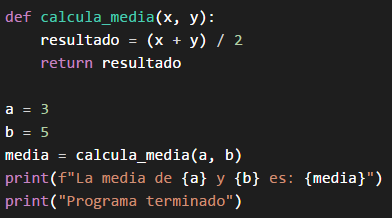 def calcula_media(x, y):
    resultado = (x + y) / 2
    return resultado

a = 3
b = 5
media = calcula_media(a, b)
print(f"La media de {a} y {b} es: {media}")
print("Programa terminado")